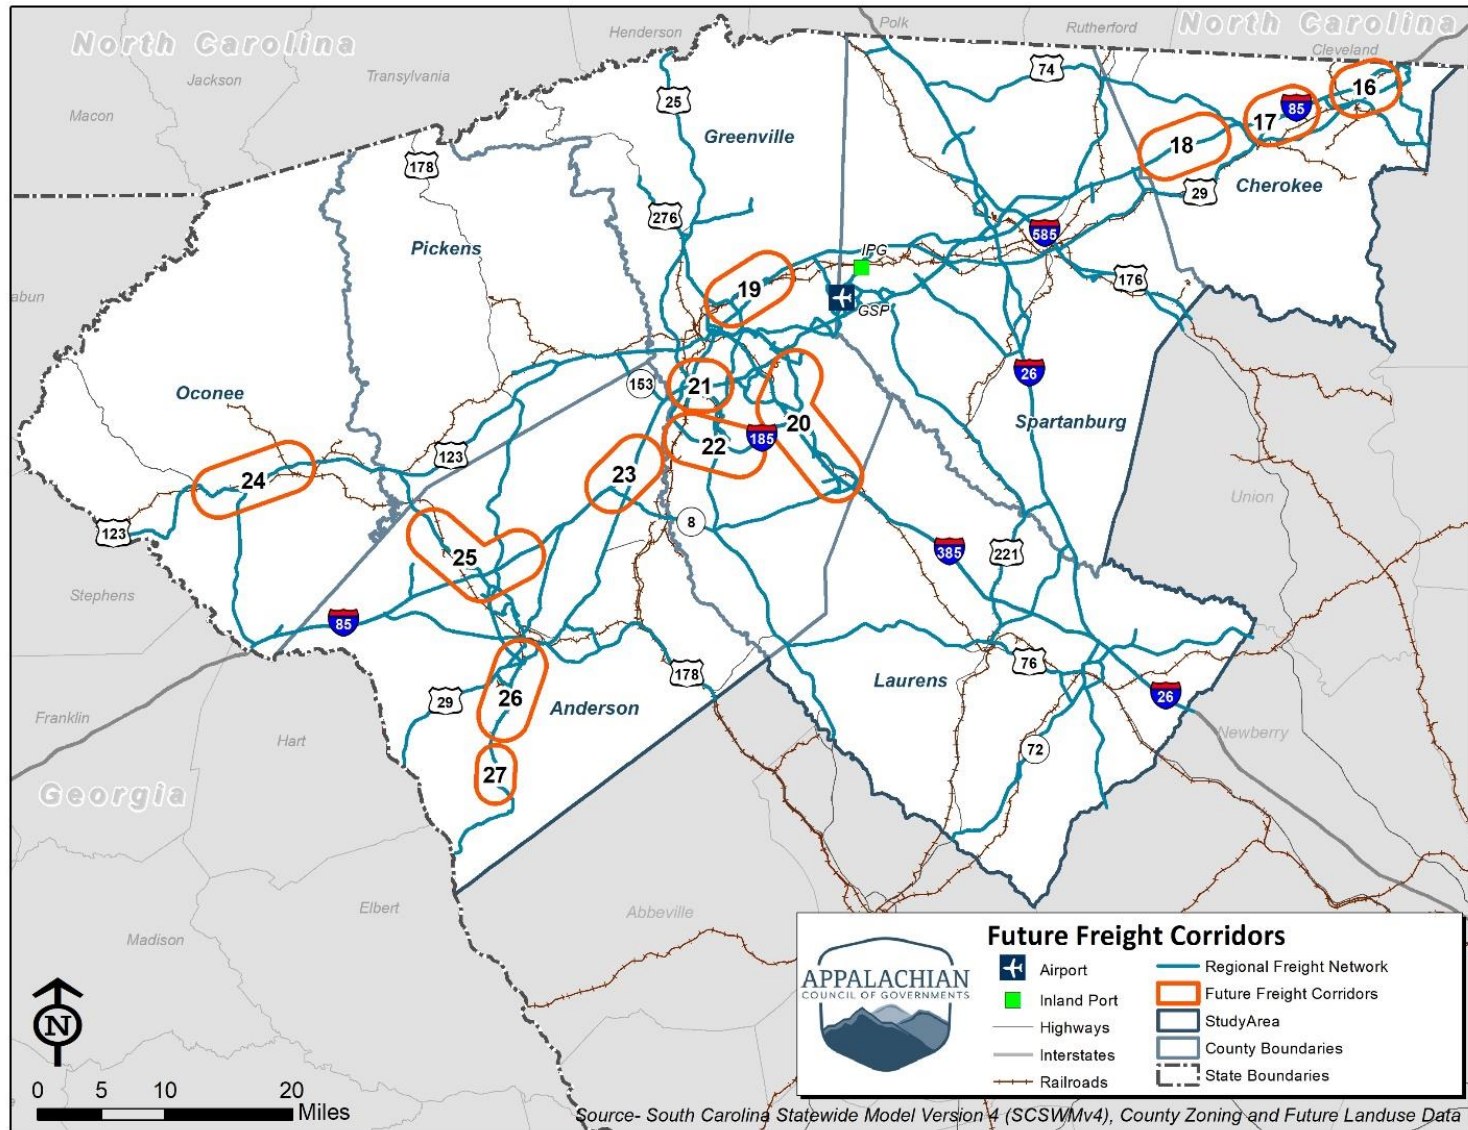 North Carolina
North Carolina
Henderson
Polk
Rutherford
Cleveland
Jackson
Transylvania
Macon
74
16
85
17
25
Greenville
18
178
29
Cherokee
276
Pickens
585
IPG
176
19
GSP
abun
26
153
21
Oconee
20
Spartanburg
185
22
123
23
24
Union
8
123
385
221
25
Stephens
85
76
178
Laurens
26
29
26
Anderson
Franklin
Hart
72
Newberry
27
Georgia
Elbert
Abbeville
Madison
N
0 5 10 20
Miles
Future Freight Corridors
APPALACHIAN
COUNCIL OF GOVERNMENTS
Airport
Inland Port
Highways
Interstates
Railroads
Regional Freight Network
Future Freight Corridors
StudyArea
County Boundaries
State Boundaries
Source- South Carolina Statewide Model Version 4 (SCSWMv4), County Zoning and Future Landuse Data